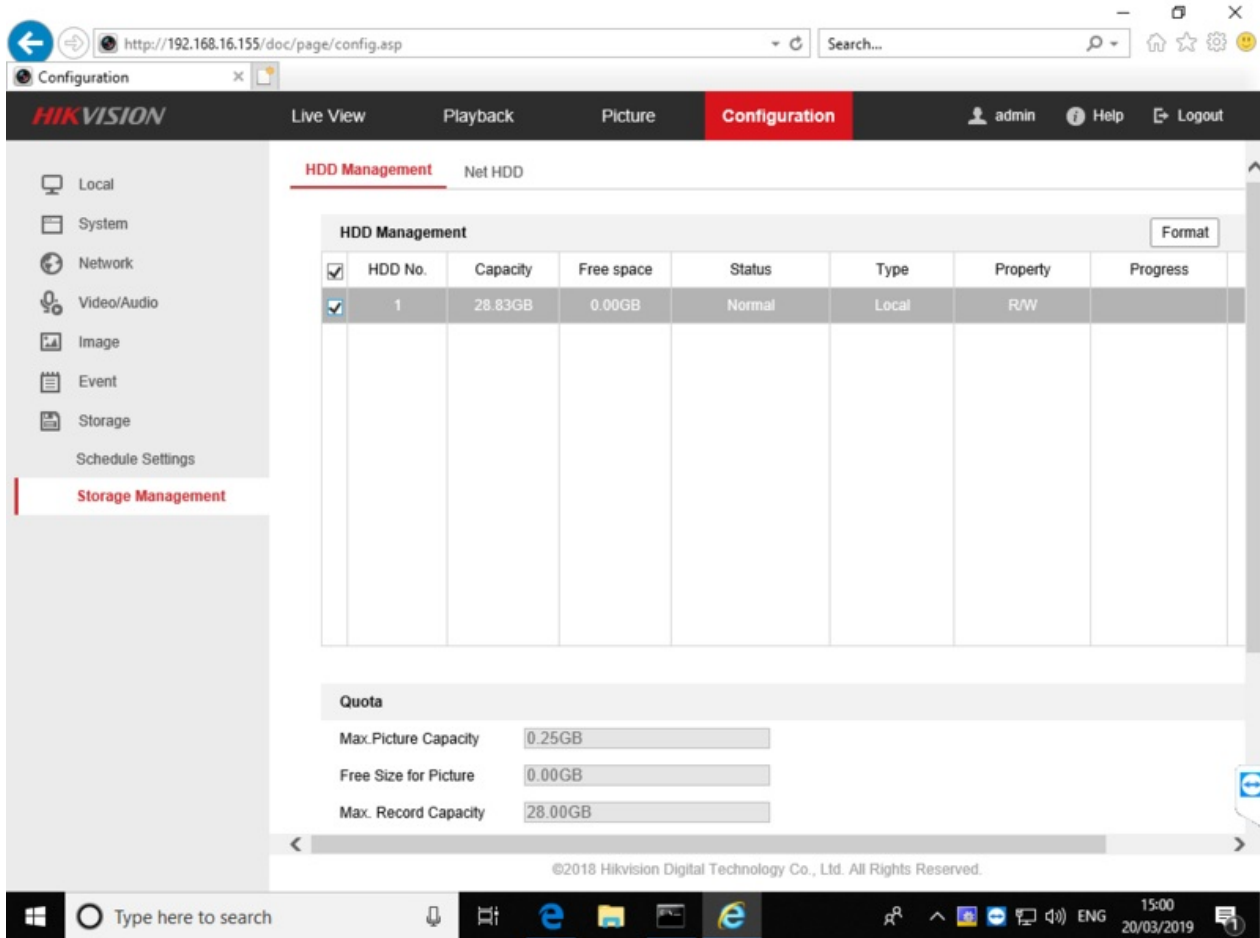 http://192.168.16.155/doc/page/config.asp
Search...
Configuration
HIKVISION
Live View
Playback
Picture
Configuration
admin
Help
Logout
Local
System
Network
Video/Audio
Image
Event
Storage
Schedule Settings
Storage Management
HDD Management
Net HDD
HDD Management
Format
HDD No. Capacity Free space Status Type Property Progress
1 28.83GB 0.00GB Normal Local R/W
Quota
Max.Picture Capacity 0.25GB
Free Size for Picture 0.00GB
Max. Record Capacity 28.00GB
©2018 Hikvision Digital Technology Co., Ltd. All Rights Reserved.
Type here to search
ENG
15:00
20/03/2019
1